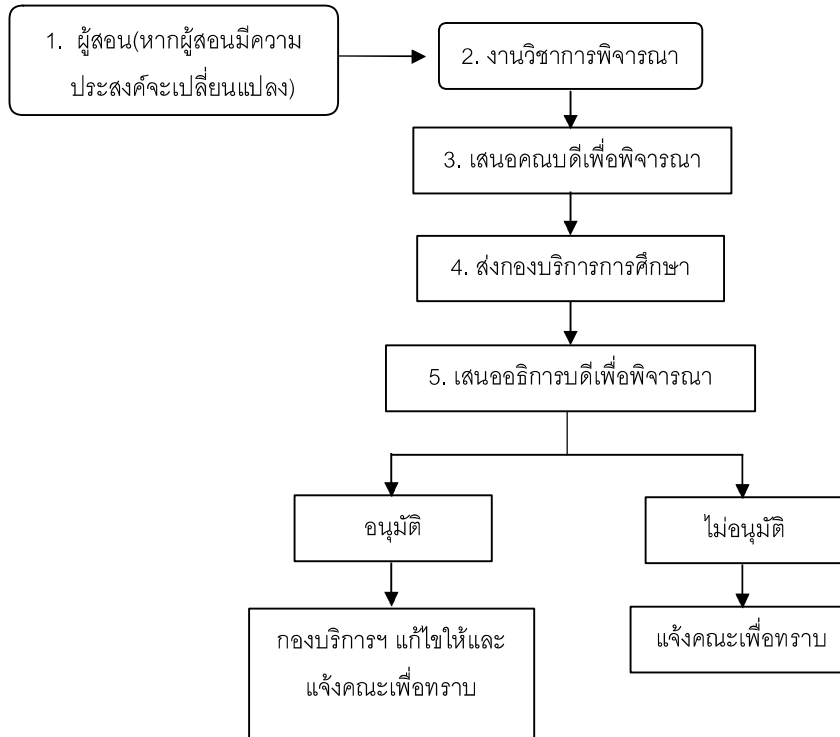 1. ผู้สอน(หากผู้สอนมีความ
ประสงค์จะเปลี่ยนแปลง)
2. งานวิชาการพิจารณา
3. เสนอคณบดีเพื่อพิจารณา
4. ส่งกองบริการการศึกษา
5. เสนออธิการบดีเพื่อพิจารณา
อนุมัติ
ไม่อนุมัติ
กองบริการฯ แก้ไขให้และ
แจ้งคณะเพื่อทราบ
แจ้งคณะเพื่อทราบ